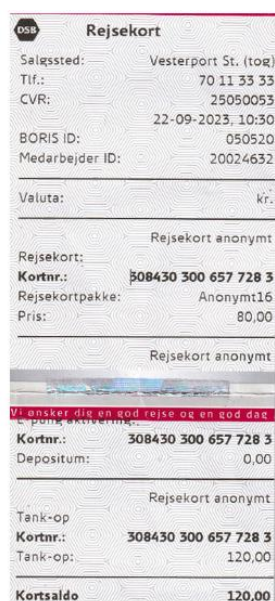 DSB
Rejsekort
Salgssted: Vesterport St. (tog)
Tlf.: 70 11 33 33
CVR: 25050053
22-09-2023, 10:30
BORIS ID: 050520
Medarbejder ID: 20024632
Valuta: kr.
Rejsekort anonymt
Rejsekort:
Kortnr.: 308430 300 657 728 3
Rejsekortpakke: Anonymt16
Pris: 80,00
Rejsekort anonymt
Vi ønsker dig en god rejse og en god dag
E-pung aktivering:
Kortnr.: 308430 300 657 728 3
Depositum: 0,00
Rejsekort anonymt
Tank-op
Kortnr.: 308430 300 657 728 3
Tank-op: 120,00
Kortsaldo 120,00